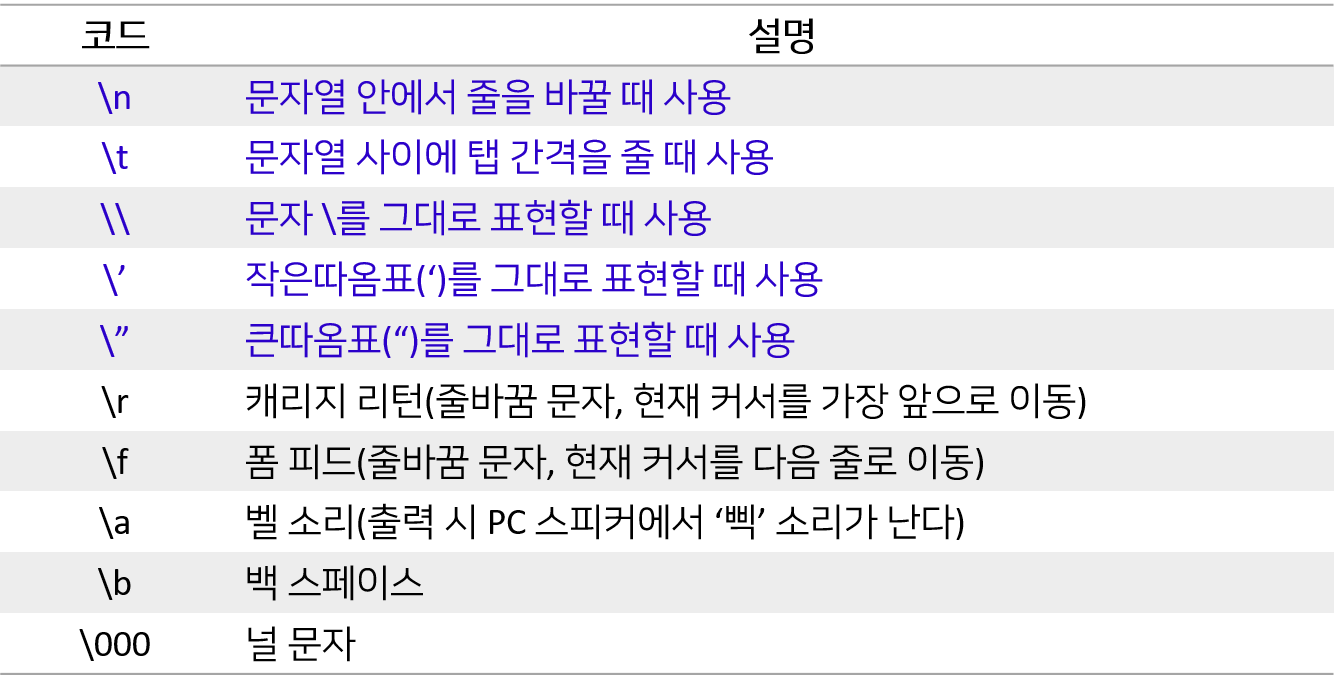 코드 설명
\n 문자열 안에서 줄을 바꿀 때 사용
\t 문자열 사이에 탭 간격을 줄 때 사용
\\ 문자 \를 그대로 표현할 때 사용
\’ 작은따옴표(‘)를 그대로 표현할 때 사용
\” 큰따옴표(“)를 그대로 표현할 때 사용
\r 캐리지 리턴(줄바꿈 문자, 현재 커서를 가장 앞으로 이동)
\f 폼 피드(줄바꿈 문자, 현재 커서를 다음 줄로 이동)
\a 벨 소리(출력 시 PC 스피커에서 ‘삑’ 소리가 난다)
\b 백 스페이스
\000 널 문자